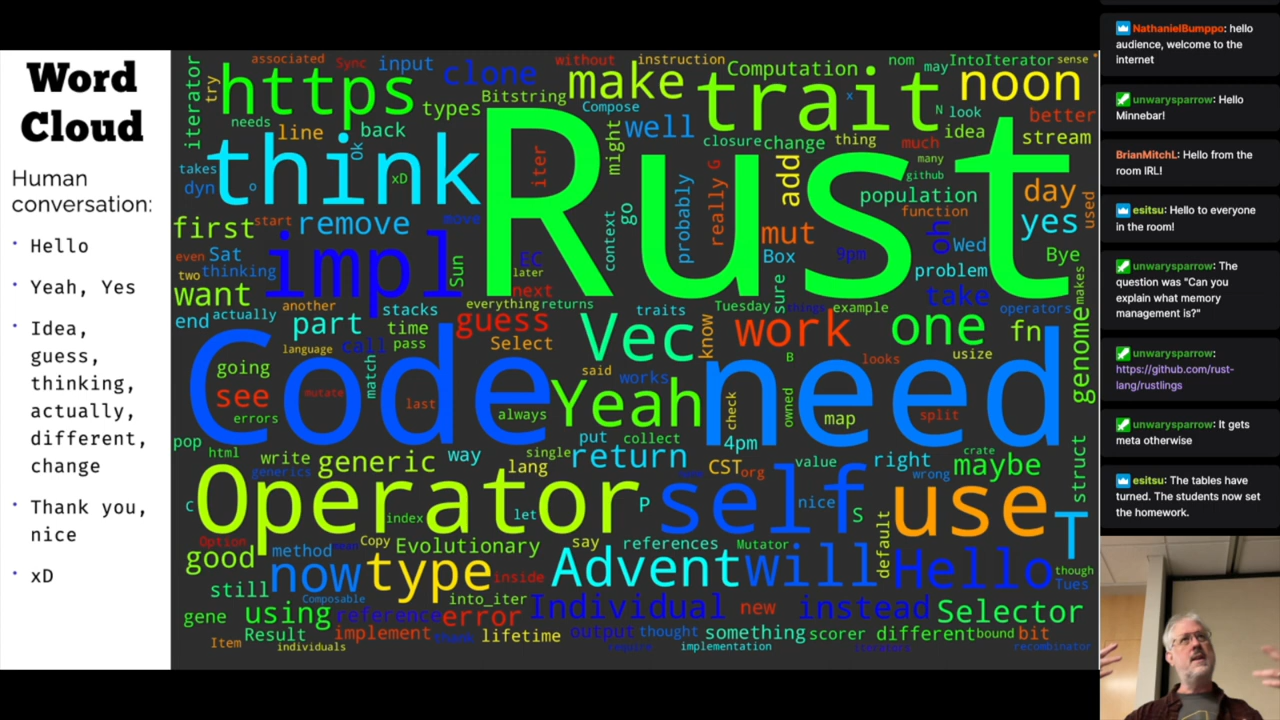 Word
Cloud
Human
conversation:
Hello
Yeah, Yes
Idea,
guess,
thinking,
actually,
different,
change
Thank you,
nice
xD
associated Sync input clone without instruction nom may IntoIterator sense
iterator try https types Bitstring make Computation trait noon
needs line back Compose x N look better
think Ok iter might well closure change thing much idea stream
takes dyn o xD add many github population day
first start remove move context go probably really G mut function yes used
even Sat impl Sun EC Rust Box 9pm oh Wed Bye
two thinking later sure problem
want another stacks next everything returns Tuesday things example take operators makes
end actually part time guess Vec traits know work one fn genome
language call pass Select B looks usize
going match said works
see mutate last Code Yeah check owned map split need
errors always
pop html put collect 4pm crate
write generic way lang single return CST org value right wrong maybe struct
generics
c Operator index let P self nice S use T
Option method mean Copy Evolutionary say references Mutator default
good now type inside Advent will Hello though
still Composable into_iter Tues
gene using reference error Individual new instead Selector
Item Result implement thank lifetime output thought something scorer different bound bit
individuals require implementation iterators recombinator
NathanielBumppo: hello
audience, welcome to the
internet
unwarysparrow: Hello
Minnebar!
BrianMitchL: Hello from the
room IRL!
esitsu: Hello to everyone
in the room!
unwarysparrow: The
question was "Can you
explain what memory
management is?"
unwarysparrow:
https://github.com/rust-
lang/rustlings
unwarysparrow: It gets
meta otherwise
esitsu: The tables have
turned. The students now set
the homework.